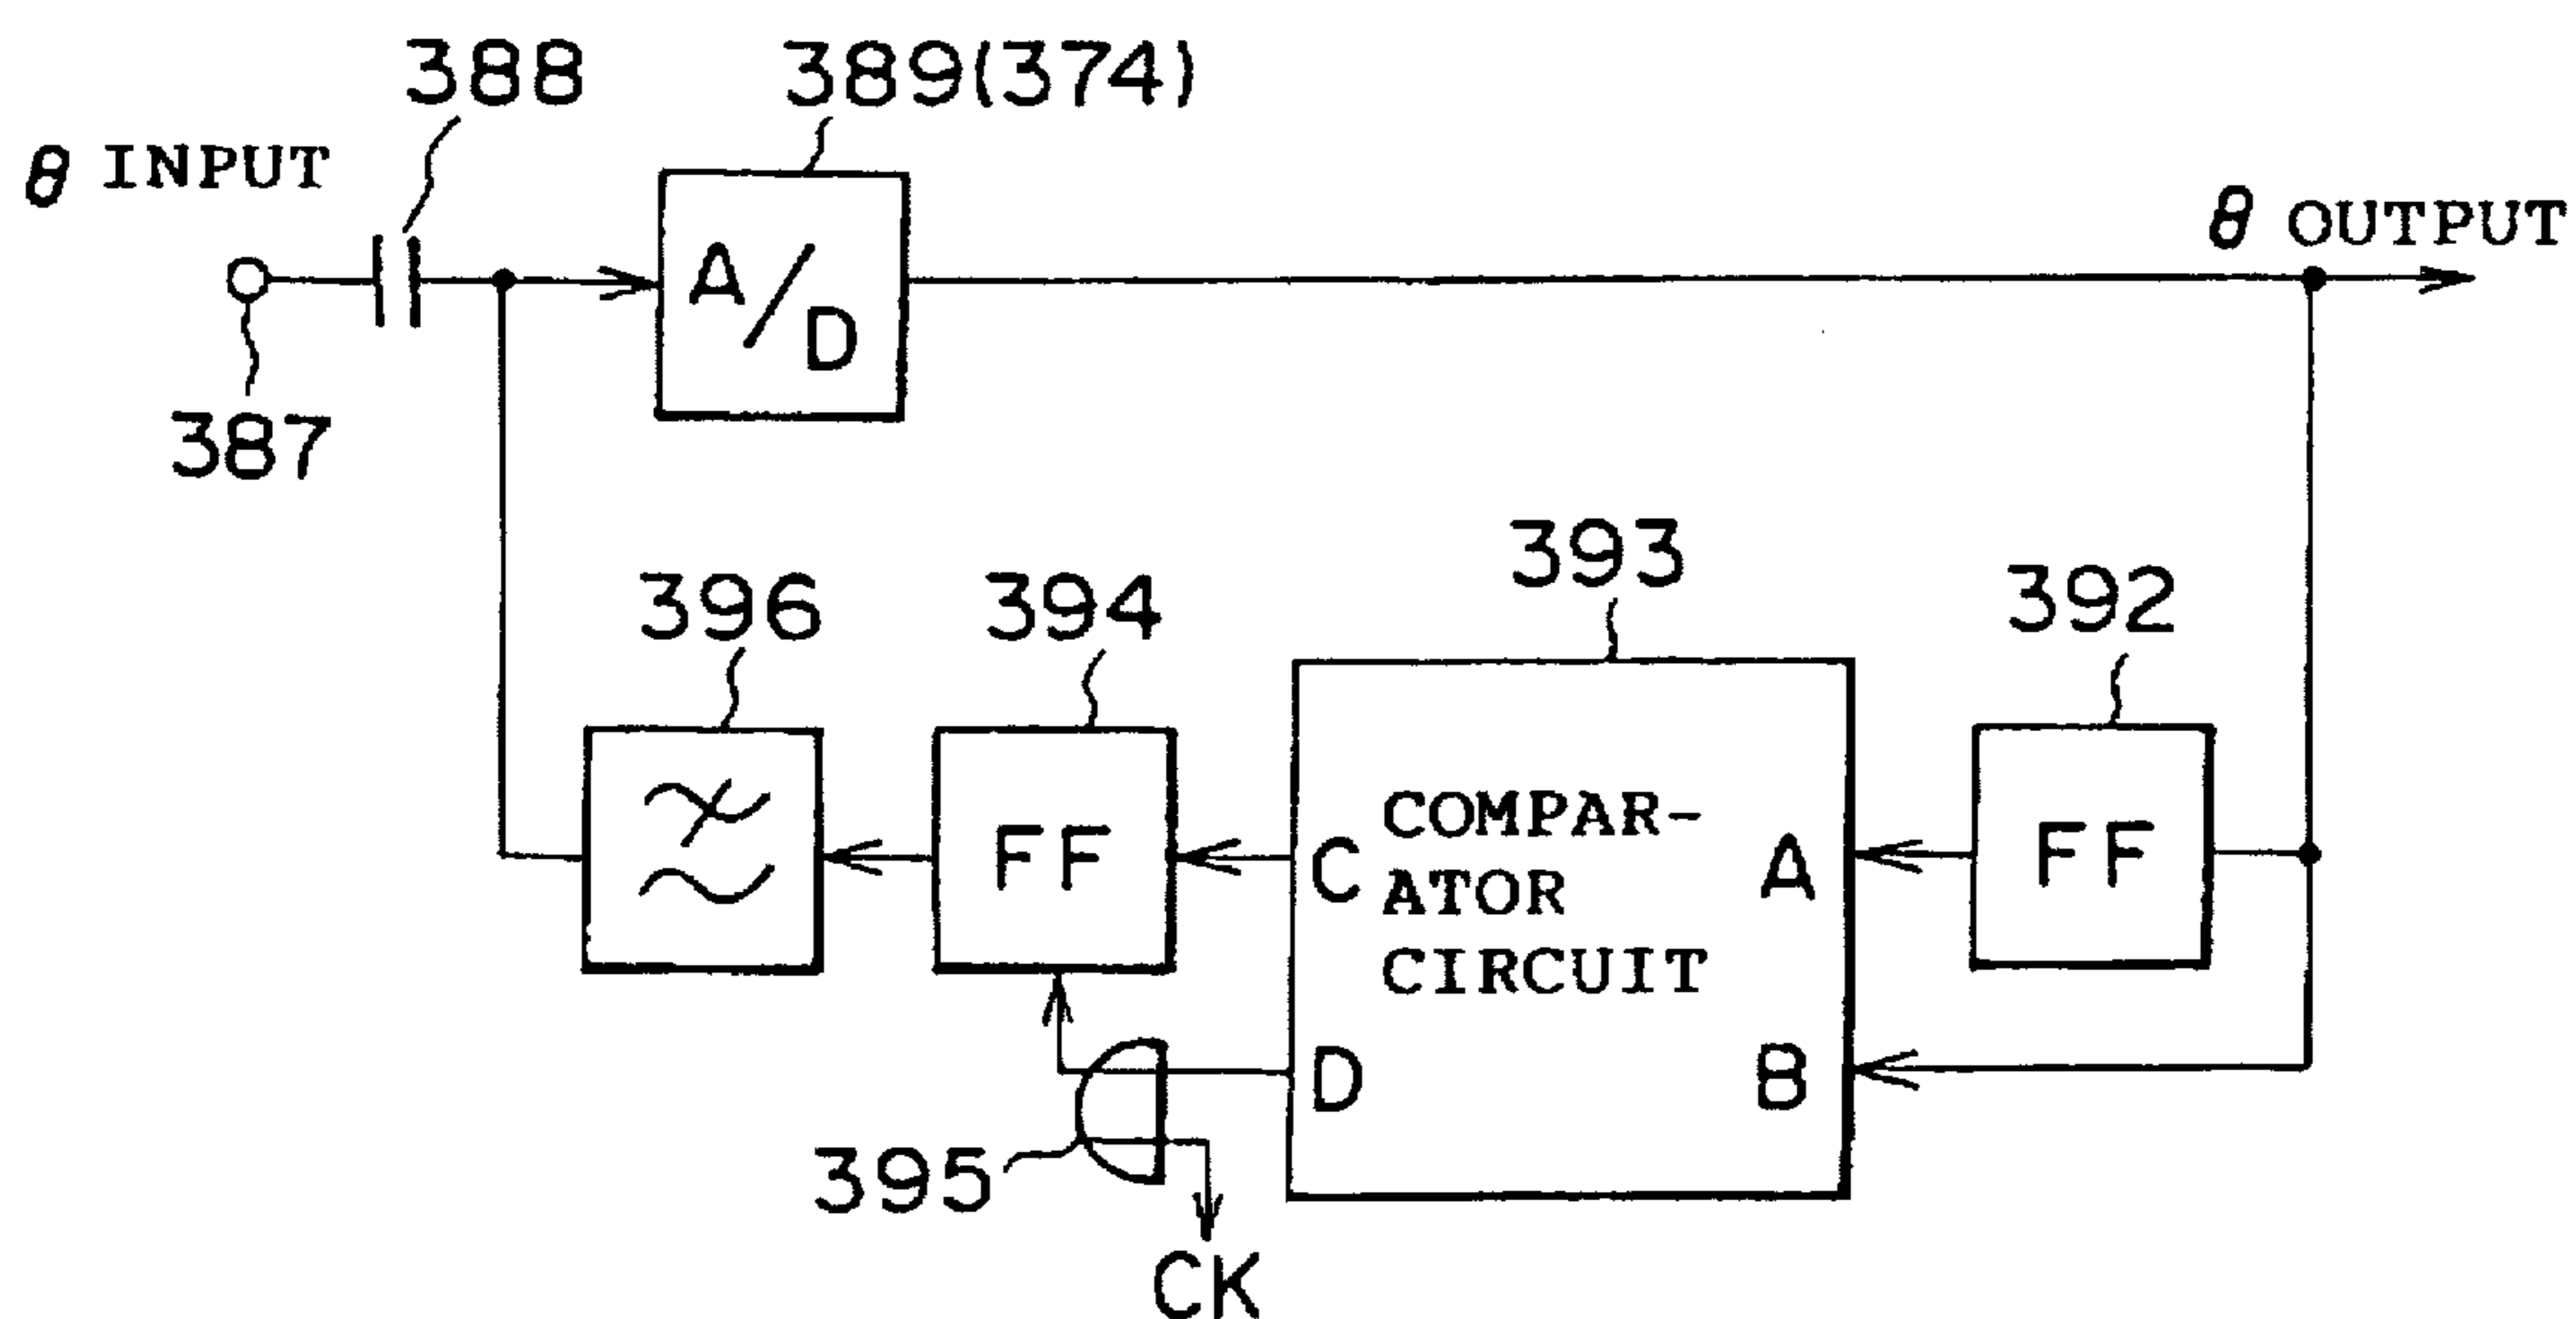 388
389(374)
θ INPUT
θ OUTPUT
A/D
387
393
392
396
394
COMPAR-
C
A
FF
FF
ATOR
CIRCUIT
D
B
395
CK